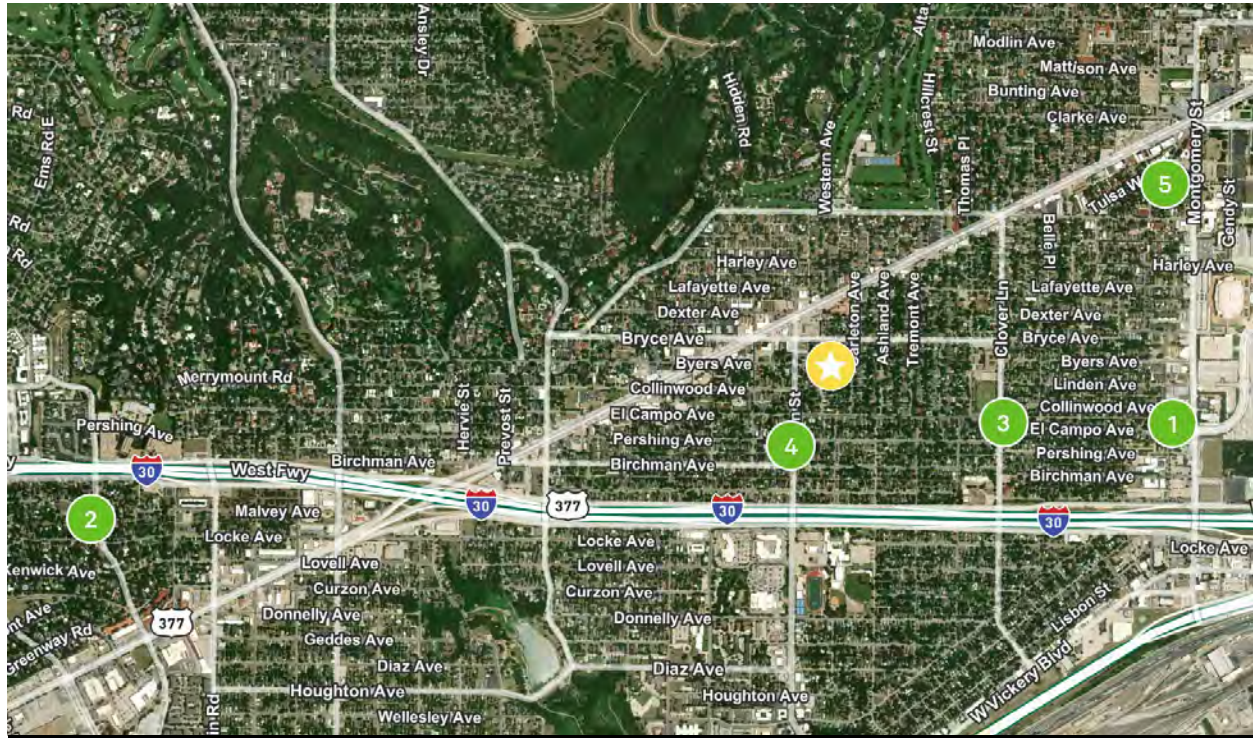 Ansley Dr
Alta
Modlin Ave
Mattison Ave
Bunting Ave
Clarke Ave
Hidden Rd
Hillcrest St
Western Ave
Thomas Pl
Rd
Ems Rd E
Rd
Rd
5
Tulsa W
Montgomery St
Gendy St
Belle Pl
Harley Ave
Harley Ave
Lafayette Ave
Lafayette Ave
Dexter Ave
Dexter Ave
Bryce Ave
Bryce Ave
Carleton Ave
Ashland Ave
Tremont Ave
Clover Ln
Byers Ave
Byers Ave
Merrymount Rd
Collinwood Ave
Linden Ave
Collinwood Ave
El Campo Ave
El Campo Ave
Hervie St
Prevost St
n St
3
1
4
Pershing Ave
Pershing Ave
Pershing Ave
Birchman Ave
Birchman Ave
Birchman Ave
y
30
West Fwy
30
377
30
30
2
Malvey Ave
Locke Ave
Locke Ave
Locke Ave
Kenwick Ave
Lovell Ave
Lovell Ave
Curzon Ave
Curzon Ave
Lisbon St
nt Ave
Greenway Rd
377
Donnelly Ave
Donnelly Ave
Geddes Ave
Diaz Ave
Diaz Ave
W Vickery Blvd
in Rd
Houghton Ave
Houghton Ave
Wellesley Ave